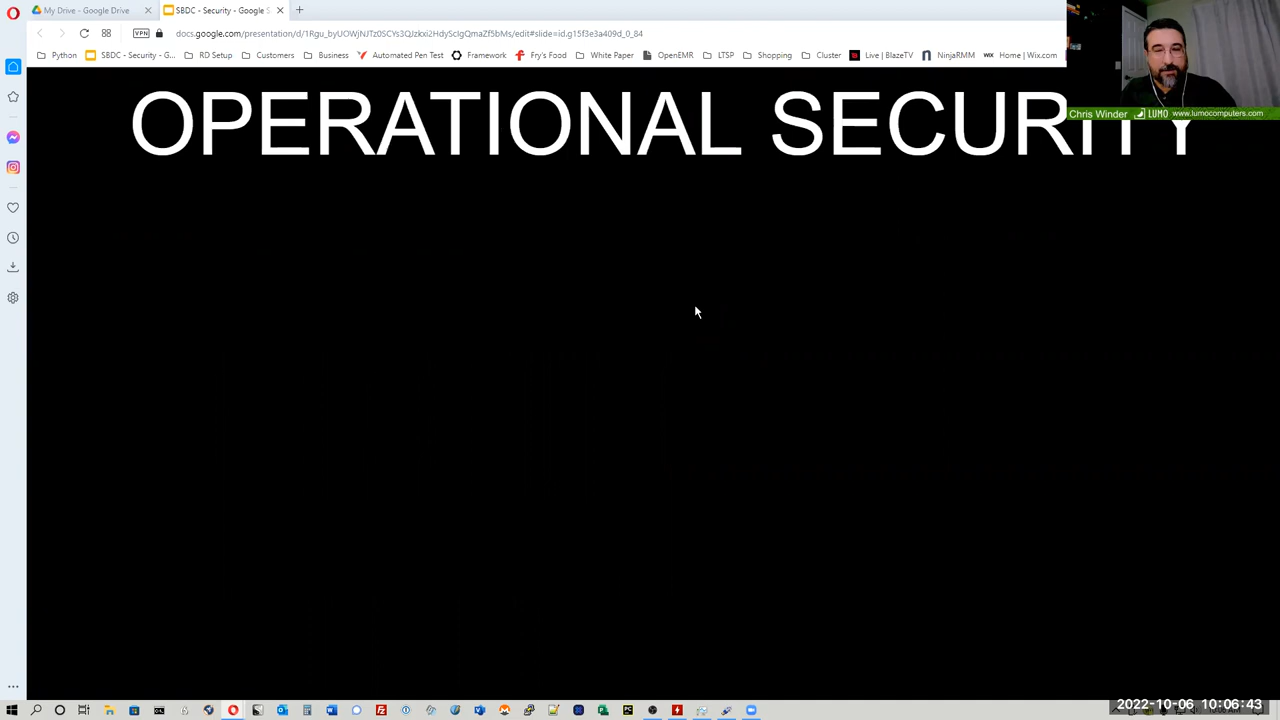 My Drive - Google Drive
SBDC - Security - Google S
VPN
docs.google.com/presentation/d/1Rgu_byUOWjNJTz0SCYs3QJzkxi2HdyScIgQmaZf5bMs/edit#slide=id.g15f3e3a409d_0_84
Python
SBDC - Security - G...
RD Setup
Customers
Business
Automated Pen Test
Framework
Fry's Food
White Paper
OpenEMR
LTSP
Shopping
Cluster
Live | BlazeTV
NinjaRMM
Home | Wix.com
Chris Winder
LUMO
www.lumocomputers.com
OPERATIONAL SECURITY
2022-10-06 10:06:43